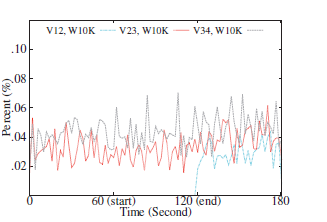 V12, W10K V23, W10K V34, W10K
.10
.08
.06
.04
.02
Percent (%)
0 60 (start) 120 (end) 180
Time (Second)